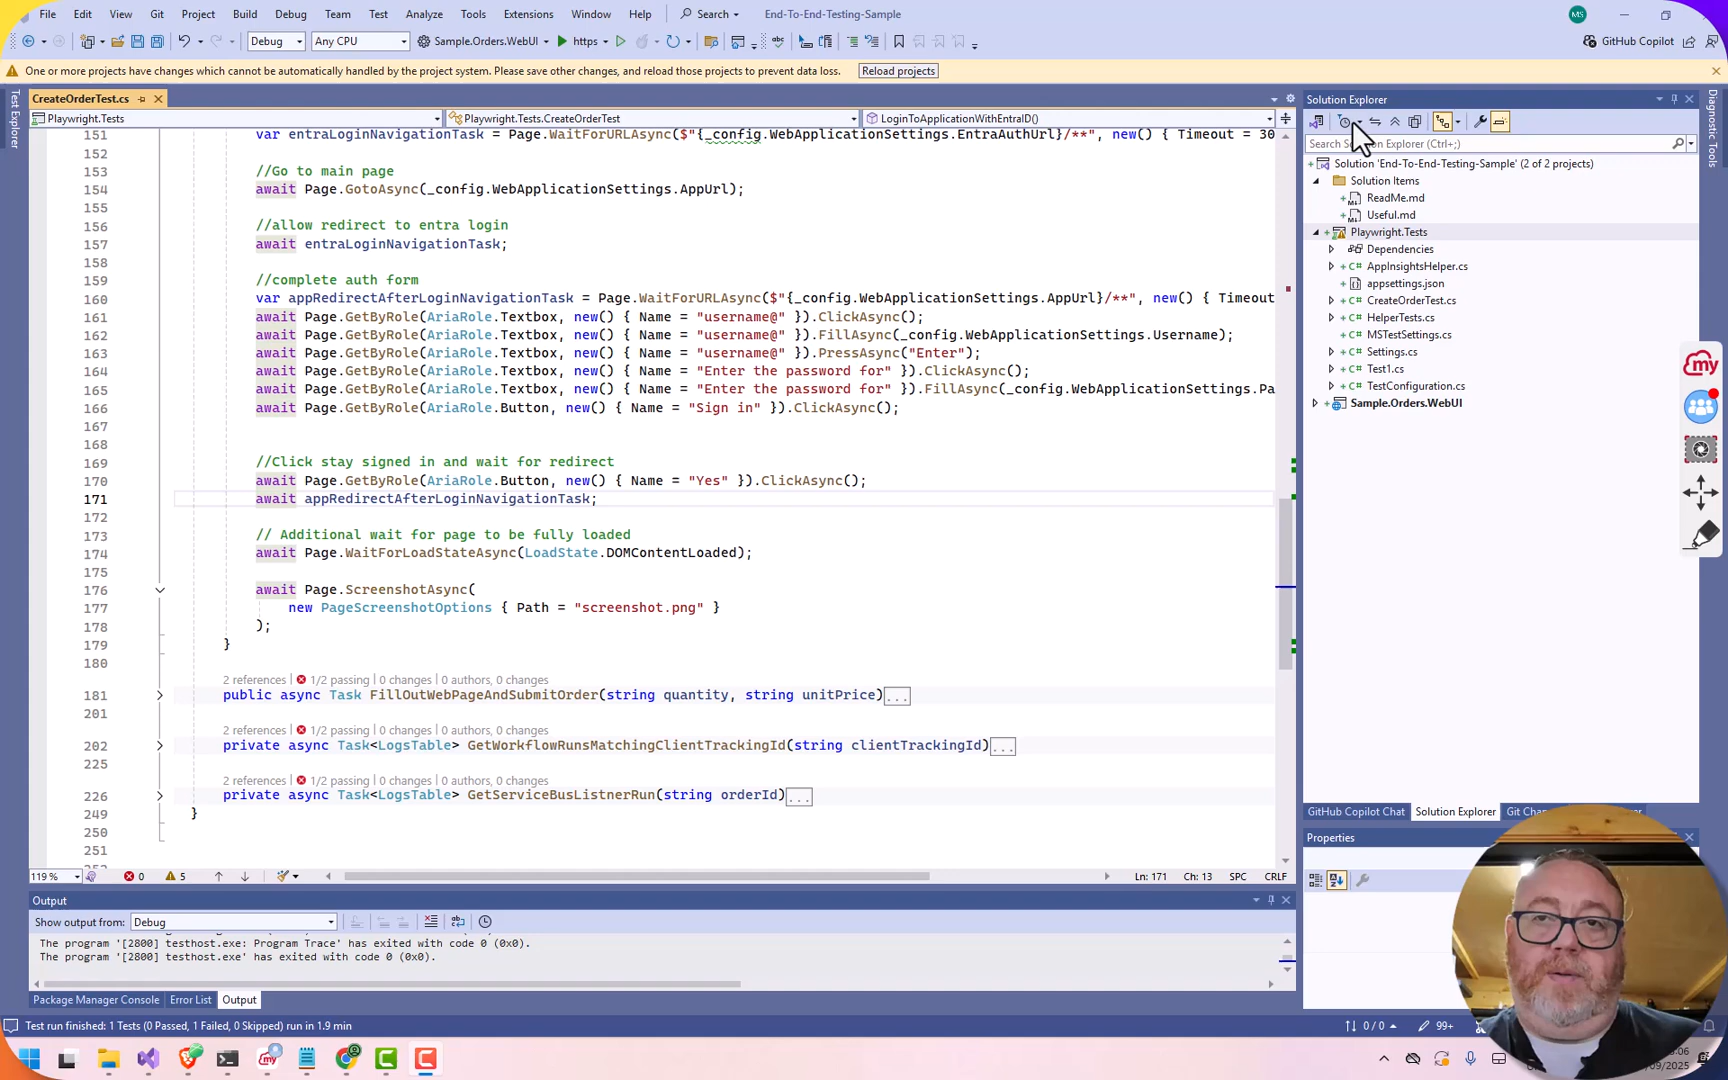 File Edit View Git Project Build Debug Team Test Analyze Tools Extensions Window Help Search End-To-End-Testing-Sample MS
Debug Any CPU Sample.Orders.WebUI https GitHub Copilot
One or more projects have changes which cannot be automatically handled by the project system. Please save other changes, and reload those projects to prevent data loss. Reload projects
Test Explorer
CreateOrderTest.cs
Playwright.Tests Playwright.Tests.CreateOrderTest LoginToApplicationWithEntraID()
151 var entraLoginNavigationTask = Page.WaitForURLAsync($"{_config.WebApplicationSettings.EntraAuthUrl}/**", new() { Timeout = 30
152
153 //Go to main page
154 await Page.GotoAsync(_config.WebApplicationSettings.AppUrl);
155
156 //allow redirect to entra login
157 await entraLoginNavigationTask;
158
159 //complete auth form
160 var appRedirectAfterLoginNavigationTask = Page.WaitForURLAsync($"{_config.WebApplicationSettings.AppUrl}/**", new() { Timeout
161 await Page.GetByRole(AriaRole.Textbox, new() { Name = "username@" }).ClickAsync();
162 await Page.GetByRole(AriaRole.Textbox, new() { Name = "username@" }).FillAsync(_config.WebApplicationSettings.Username);
163 await Page.GetByRole(AriaRole.Textbox, new() { Name = "username@" }).PressAsync("Enter");
164 await Page.GetByRole(AriaRole.Textbox, new() { Name = "Enter the password for" }).ClickAsync();
165 await Page.GetByRole(AriaRole.Textbox, new() { Name = "Enter the password for" }).FillAsync(_config.WebApplicationSettings.Pa
166 await Page.GetByRole(AriaRole.Button, new() { Name = "Sign in" }).ClickAsync();
167
168
169 //Click stay signed in and wait for redirect
170 await Page.GetByRole(AriaRole.Button, new() { Name = "Yes" }).ClickAsync();
171 await appRedirectAfterLoginNavigationTask;
172
173 // Additional wait for page to be fully loaded
174 await Page.WaitForLoadStateAsync(LoadState.DOMContentLoaded);
175
176 await Page.ScreenshotAsync(
177 new PageScreenshotOptions { Path = "screenshot.png" }
178 );
179 }
180
2 references | 1/2 passing | 0 changes | 0 authors, 0 changes
181 public async Task FillOutWebPageAndSubmitOrder(string quantity, string unitPrice)...
201
2 references | 1/2 passing | 0 changes | 0 authors, 0 changes
202 private async Task<LogsTable> GetWorkflowRunsMatchingClientTrackingId(string clientTrackingId)...
225
2 references | 1/2 passing | 0 changes | 0 authors, 0 changes
226 private async Task<LogsTable> GetServiceBusListnerRun(string orderId)...
249 }
250
251
119 % 0 5 Ln: 171 Ch: 13 SPC CRLF
Output
Show output from: Debug
The program '[2800] testhost.exe: Program Trace' has exited with code 0 (0x0).
The program '[2800] testhost.exe' has exited with code 0 (0x0).
Package Manager Console Error List Output
Test run finished: 1 Tests (0 Passed, 1 Failed, 0 Skipped) run in 1.9 min 0 / 0 99+
Solution Explorer
Search Solution Explorer (Ctrl+;)
Solution 'End-To-End-Testing-Sample' (2 of 2 projects)
Solution Items
ReadMe.md
Useful.md
Playwright.Tests
Dependencies
AppInsightsHelper.cs
appsettings.json
CreateOrderTest.cs
HelperTests.cs
MSTestSettings.cs
Settings.cs
Test1.cs
TestConfiguration.cs
Sample.Orders.WebUI
GitHub Copilot Chat Solution Explorer Git
Properties
Diagnostic Tools
my
my